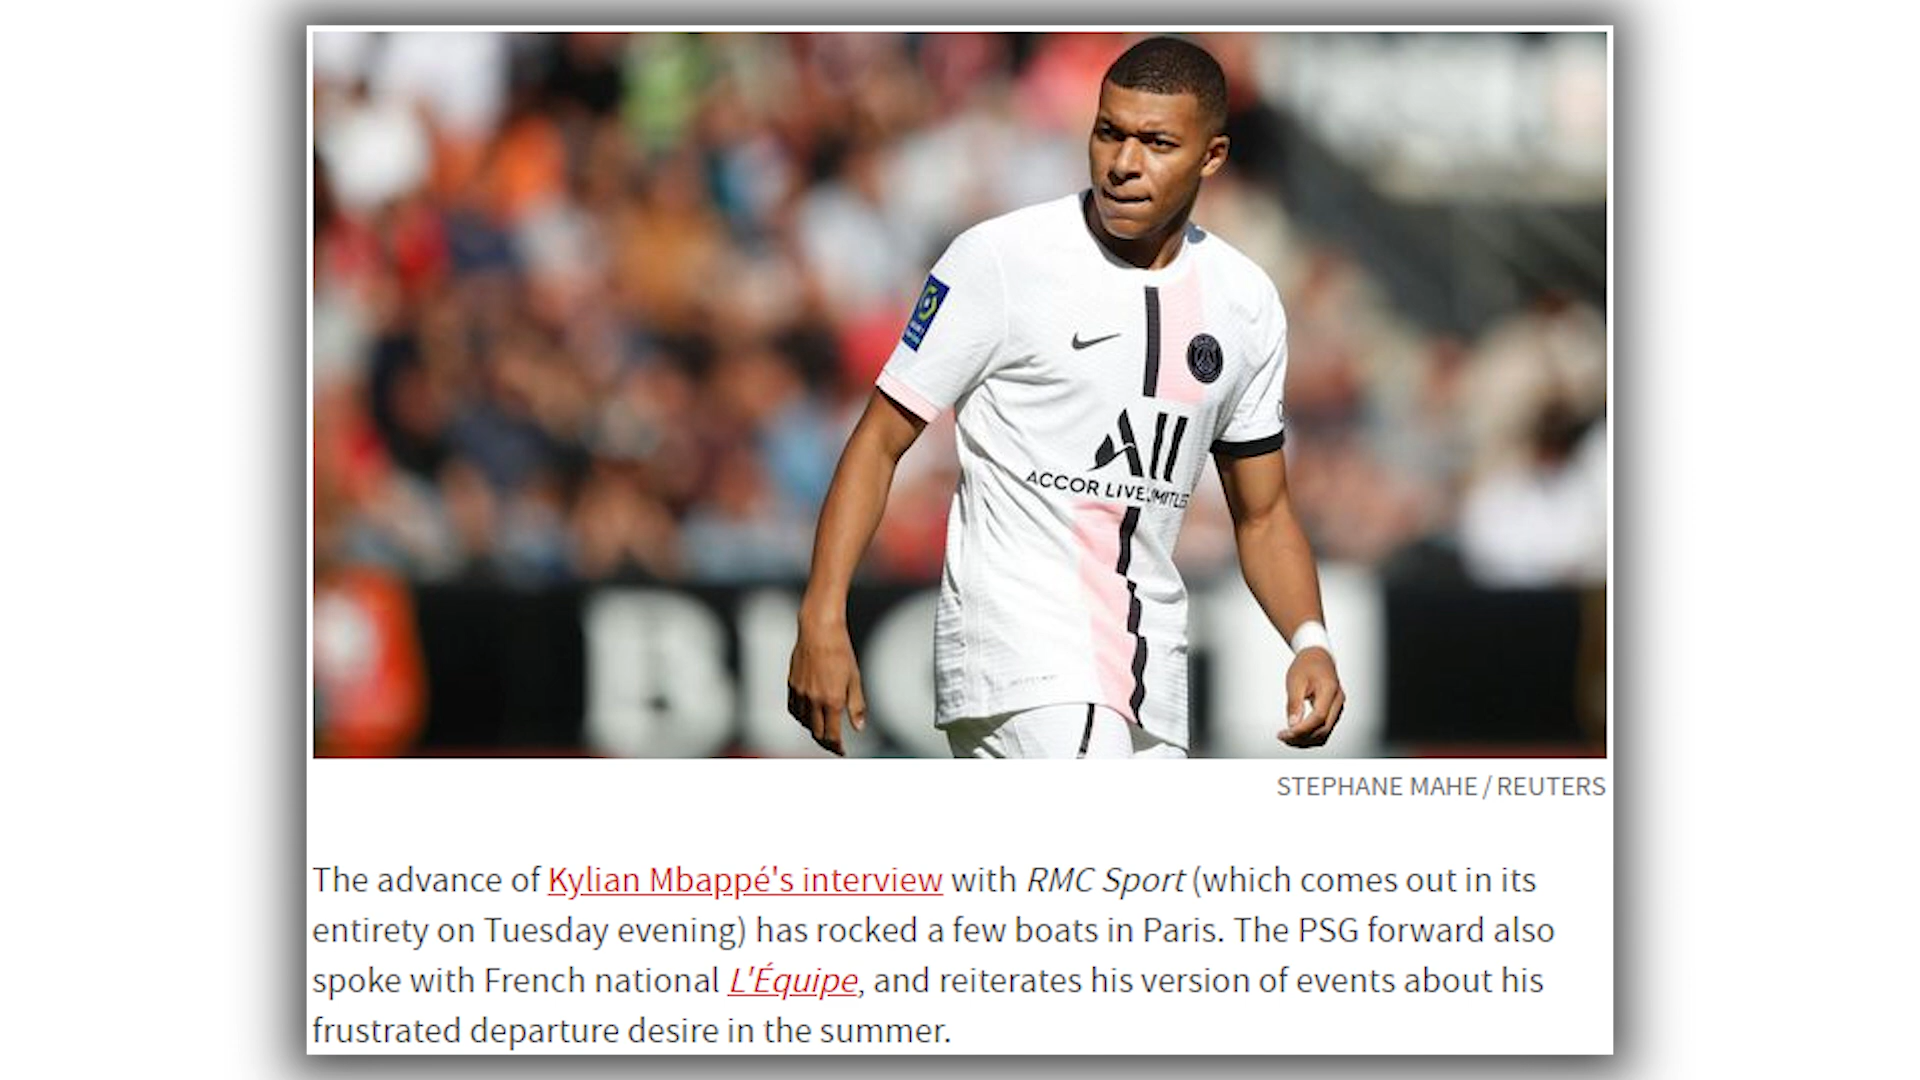 ACCOR LIVE
STEPHANE MAHE / REUTERS
The advance of Kylian Mbappé's interview with RMC Sport (which comes out in its
entirety on Tuesday evening) has rocked a few boats in Paris. The PSG forward also
spoke with French national L'Équipe, and reiterates his version of events about his
frustrated departure desire in the summer.